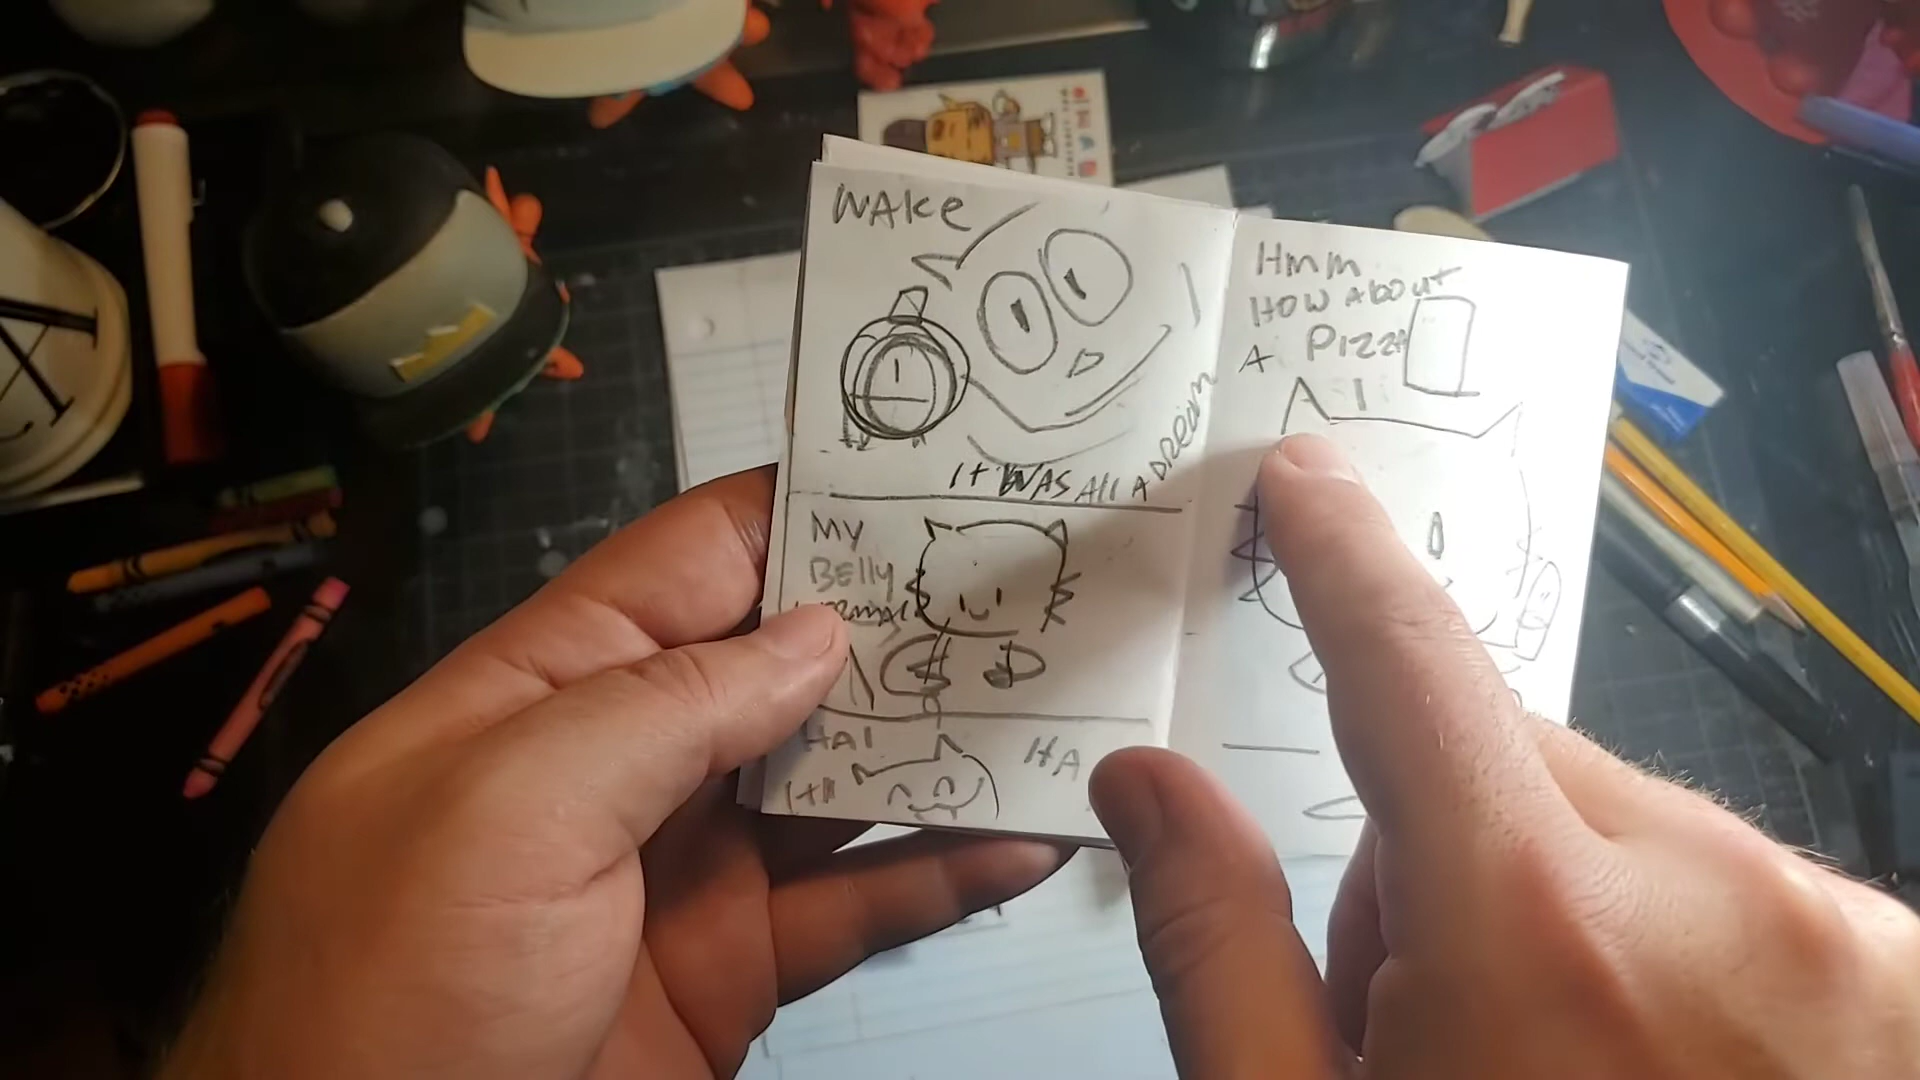 WAKe
It WAS All A DReam
My
Belly
HA!
HA
Hmm
How About
A Pizza